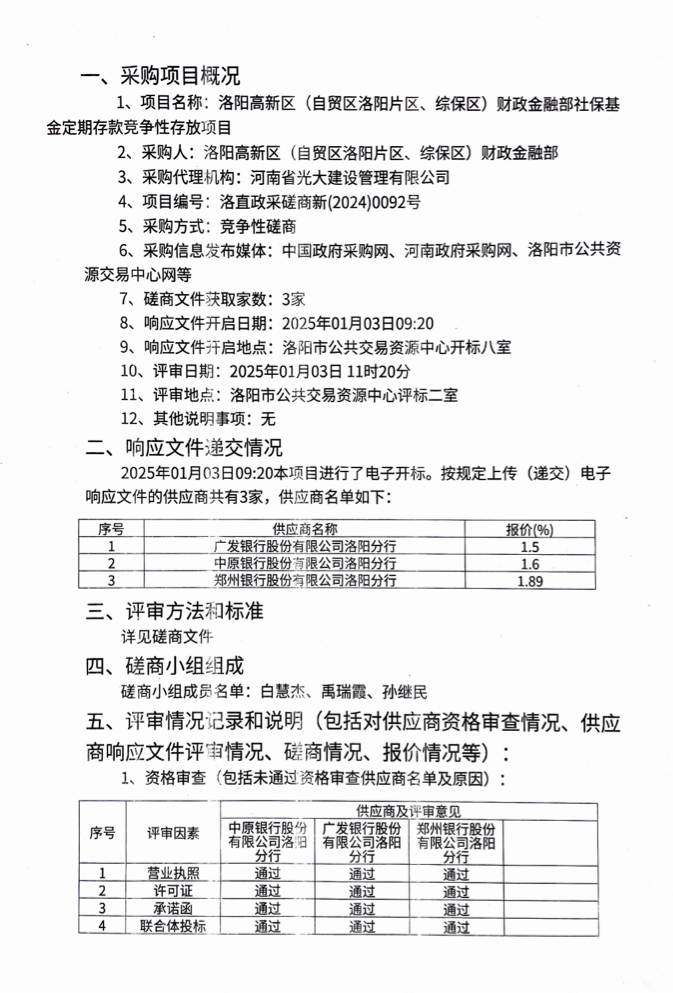 一、采购项目概况
1、项目名称：洛阳高新区（自贸区洛阳片区、综保区）财政金融部社保基
金定期存款竞争性存放项目
2、采购人：洛阳高新区（自贸区洛阳片区、综保区）财政金融部
3、采购代理机构：河南省光大建设管理有限公司
4、项目编号：洛直政采磋商新(2024)0092号
5、采购方式：竞争性磋商
6、采购信息发布媒体：中国政府采购网、河南政府采购网、洛阳市公共资
源交易中心网等
7、磋商文件获取家数：3家
8、响应文件开启日期：2025年01月03日09:20
9、响应文件开启地点：洛阳市公共交易资源中心开标八室
10、评审日期：2025年01月03日 11时20分
11、评审地点：洛阳市公共交易资源中心评标二室
12、其他说明事项：无
二、响应文件递交情况
2025年01月03日09:20本项目进行了电子开标。按规定上传（递交）电子
响应文件的供应商共有3家，供应商名单如下：
序号 供应商名称 报价(%)
1 广发银行股份有限公司洛阳分行 1.5
2 中原银行股份有限公司洛阳分行 1.6
3 郑州银行股份有限公司洛阳分行 1.89
三、评审方法和标准
详见磋商文件
四、磋商小组组成
磋商小组成员名单：白慧杰、禹瑞霞、孙继民
五、评审情况记录和说明（包括对供应商资格审查情况、供应
商响应文件评审情况、磋商情况、报价情况等）：
1、资格审查（包括未通过资格审查供应商名单及原因）：
供应商及评审意见
序号 评审因素 中原银行股份 广发银行股份 郑州银行股份
有限公司洛阳 有限公司洛阳 有限公司洛阳
分行 分行 分行
1 营业执照 通过 通过 通过
2 许可证 通过 通过 通过
3 承诺函 通过 通过 通过
4 联合体投标 通过 通过 通过